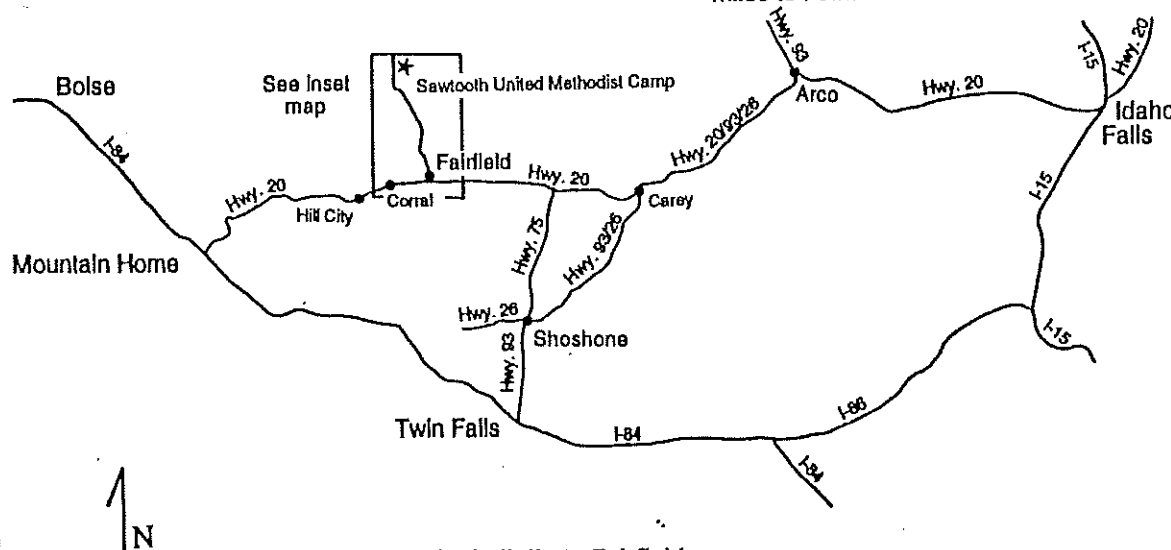 Hwy. 93
I-15
Hwy. 20
Boise
See Inset
map
Sawtooth United Methodist Camp
Arco
Hwy. 20
Idaho
Falls
I-84
Hwy. 20/93/26
Fairfield
Hwy. 20
Hill City
Corral
Hwy. 20
Carey
I-15
Mountain Home
Hwy. 75
Hwy. 93/26
Hwy. 26
Shoshone
I-15
Hwy. 93
Twin Falls
I-84
I-86
I-84
N